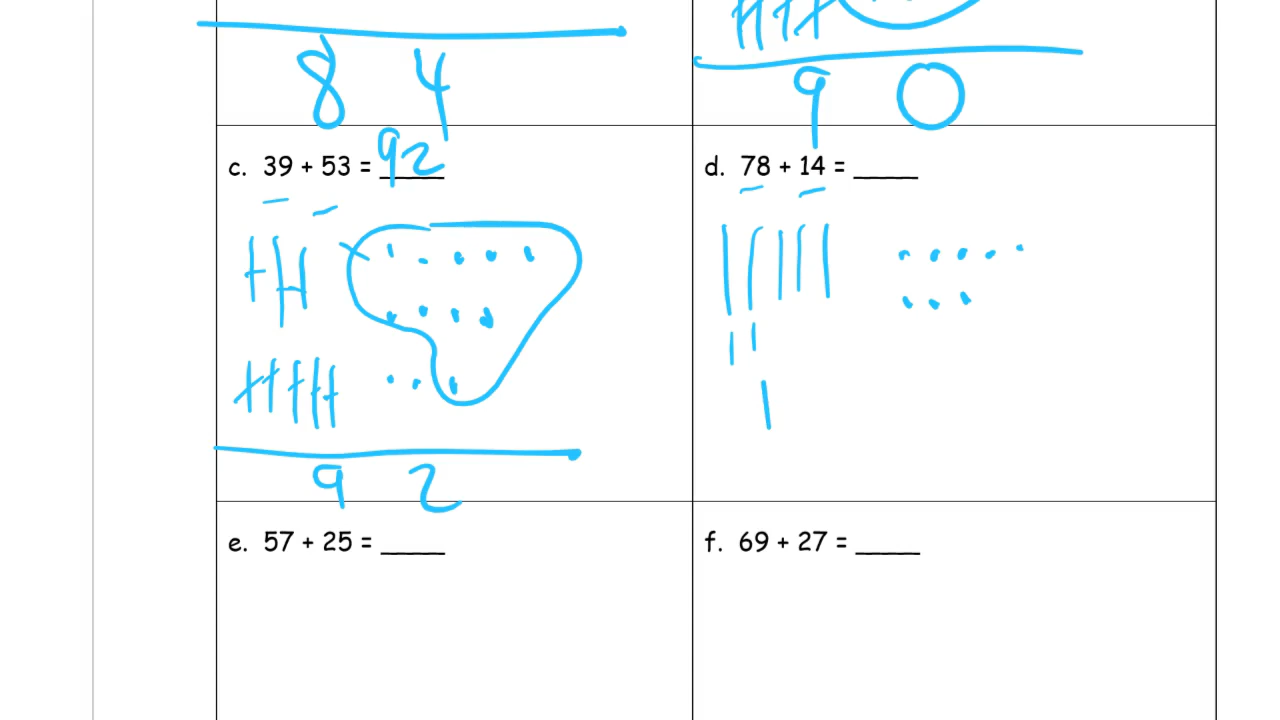 8 4
9 0
c. 39 + 53 = 92
d. 78 + 14 = _____
9 2
e. 57 + 25 = _____
f. 69 + 27 = _____